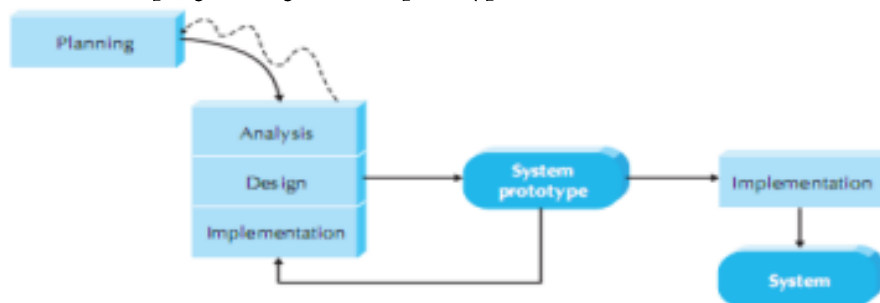 Planning
Analysis
Design
Implementation
System
prototype
Implementation
System